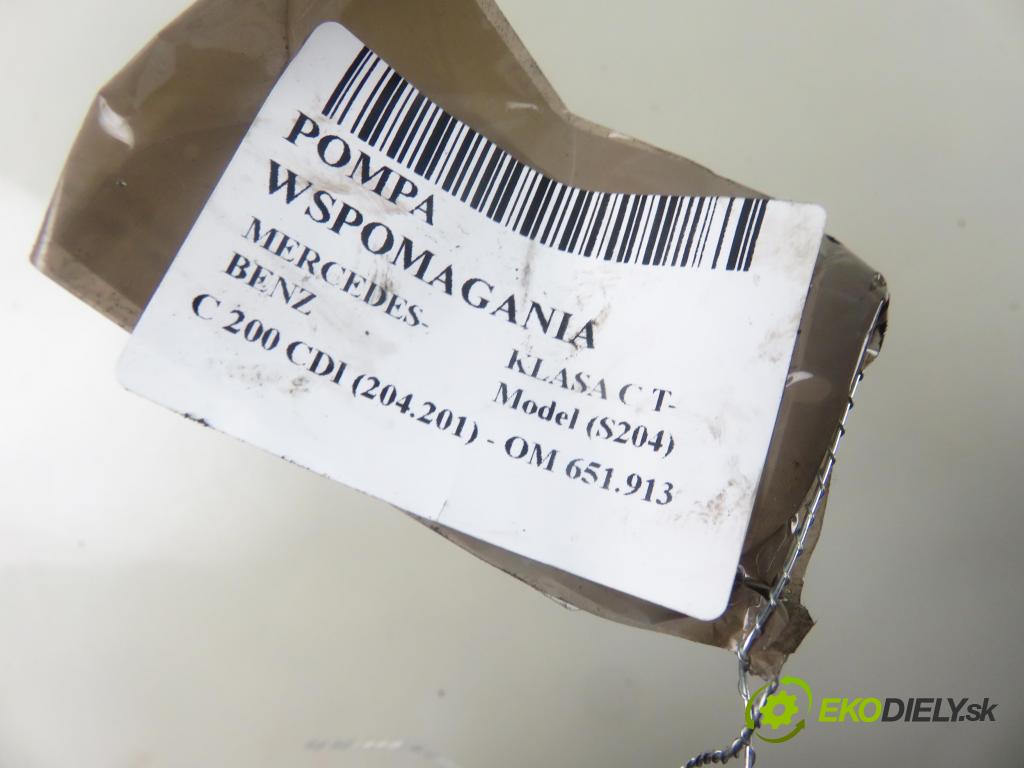 POMPA
WSPOMAGANIA
MERCEDES-
BENZ
KLASA C T-
Model (S204)
C 200 CDI (204.201) - OM 651.913
EKODIELY.sk